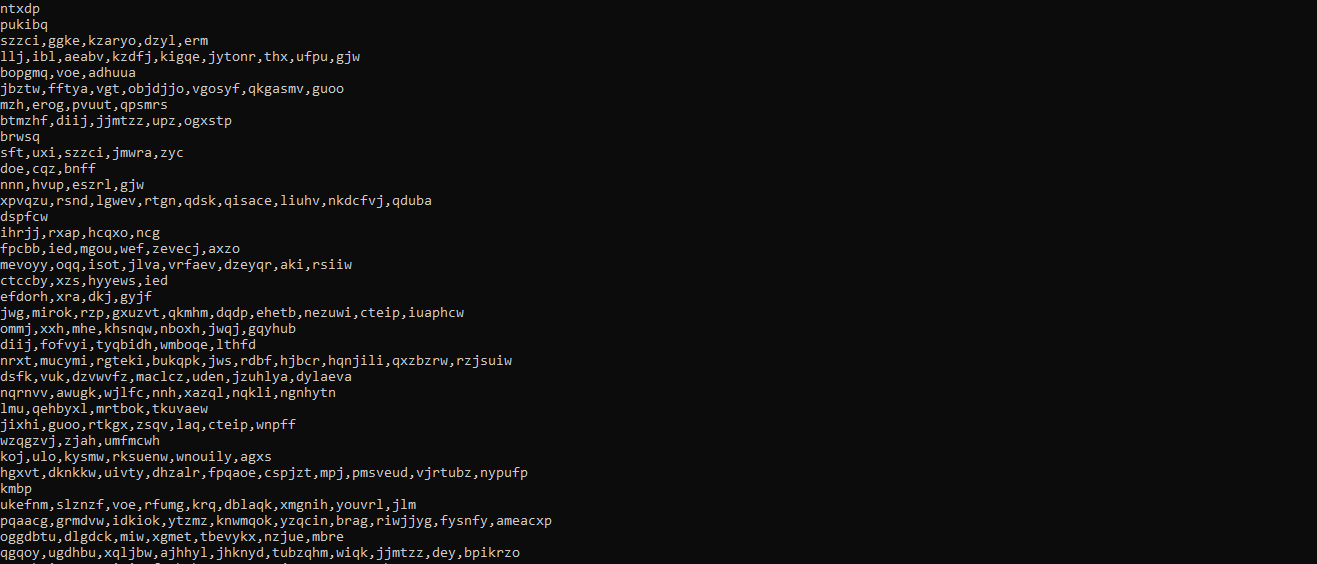 ntxdp
pukibq
szzci,ggke,kzaryo,dzyl,erm
llj,ibl,aeabv,kzdfj,kigqe,jytonr,thx,ufpu,gjw
bopgmq,voe,adhuua
jbztw,fftya,vgt,objdjjo,vgosyf,qkgasmv,guoo
mzh,erog,pvuut,qpsmrs
btmzhf,diij,jjmtzz,upz,ogxstp
brwsq
sft,uxi,szzci,jmwra,zyc
doe,cqz,bnff
nnn,hvup,eszrl,gjw
xpvqzu,rsnd,lgwev,rtgn,qdsk,qisace,liuhv,nkdcfvj,qduba
dspfcw
ihrjj,rxap,hcqxo,ncg
fpcbb,ied,mgou,wef,zevecj,axzo
mevoyy,oqq,isot,jlva,vrfaev,dzeyqr,aki,rsiiw
ctccby,xzs,hyyews,ied
efdorh,xra,dkj,gyjf
jwg,mirok,rzp,gxuzvt,qkmhm,dqdp,ehetb,nezuwi,cteip,iuaphcw
ommj,xxh,mhe,khsnqw,nboxh,jwqj,gqyhub
diij,fofvyi,tyqbidh,wmboqe,lthfd
nrxt,mucymi,rgteki,bukqpk,jws,rdbf,hjbcr,hqnjili,qxzbzrw,rzjsuiw
dsfk,vuk,dzvwvfz,maclcz,uden,jzuhlya,dylaeva
nqrnvv,awugk,wjlfc,nnh,xazql,nqkli,ngnhytn
lmu,qehbyxl,mrtbok,tkuvaew
jixhi,guoo,rtkgx,zsqv,laq,cteip,wnpff
wzqgzvj,zjah,umfmcwh
koj,ulo,kysmw,rksuenw,wnouily,agxs
hgxvt,dknkkw,uivty,dhzalr,fpqaoe,cspjzt,mpj,pmsveud,vjrtubz,nypufp
kmbp
ukefnm,slznzf,voe,rfumg,krq,dblaqk,xmgnih,youvrl,jlm
pqaacg,grmdvw,idkiok,ytzmz,knwmqok,yzqcin,brag,riwjjyg,fysnfy,ameacxp
oggdbtu,dlgdck,miw,xgmet,tbevykx,nzjue,mbre
qgqoy,ugdhbu,xqljbw,ajhhyl,jhknyd,tubzqhm,wiqk,jjmtzz,dey,bpikrzo